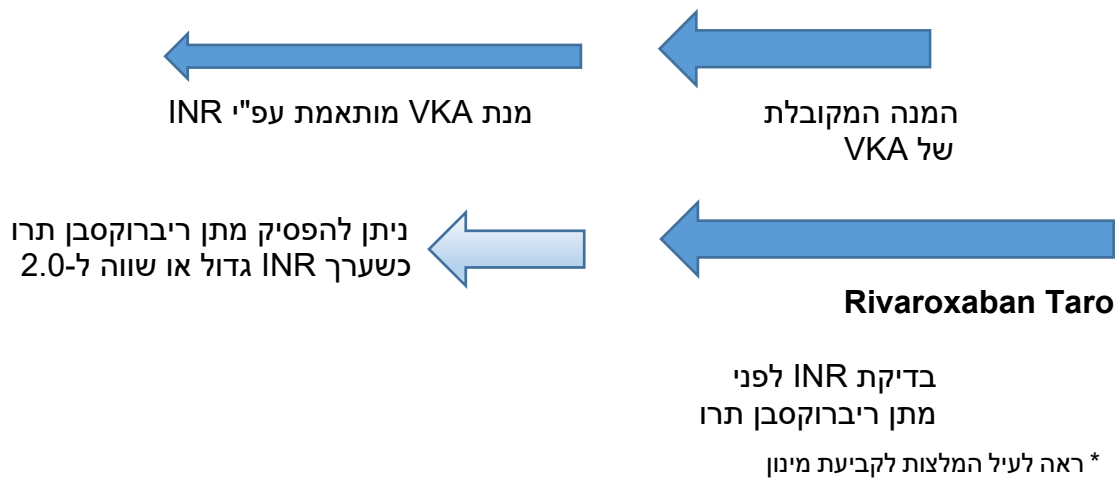 המנה המקובלת
של VKA
מנת VKA מותאמת עפ"י INR
Rivaroxaban Taro
ניתן להפסיק מתן ריברוקסבן תרו
כשערך INR גדול או שווה ל-2.0
בדיקת INR לפני
מתן ריברוקסבן תרו
* ראה לעיל המלצות לקביעת מינון